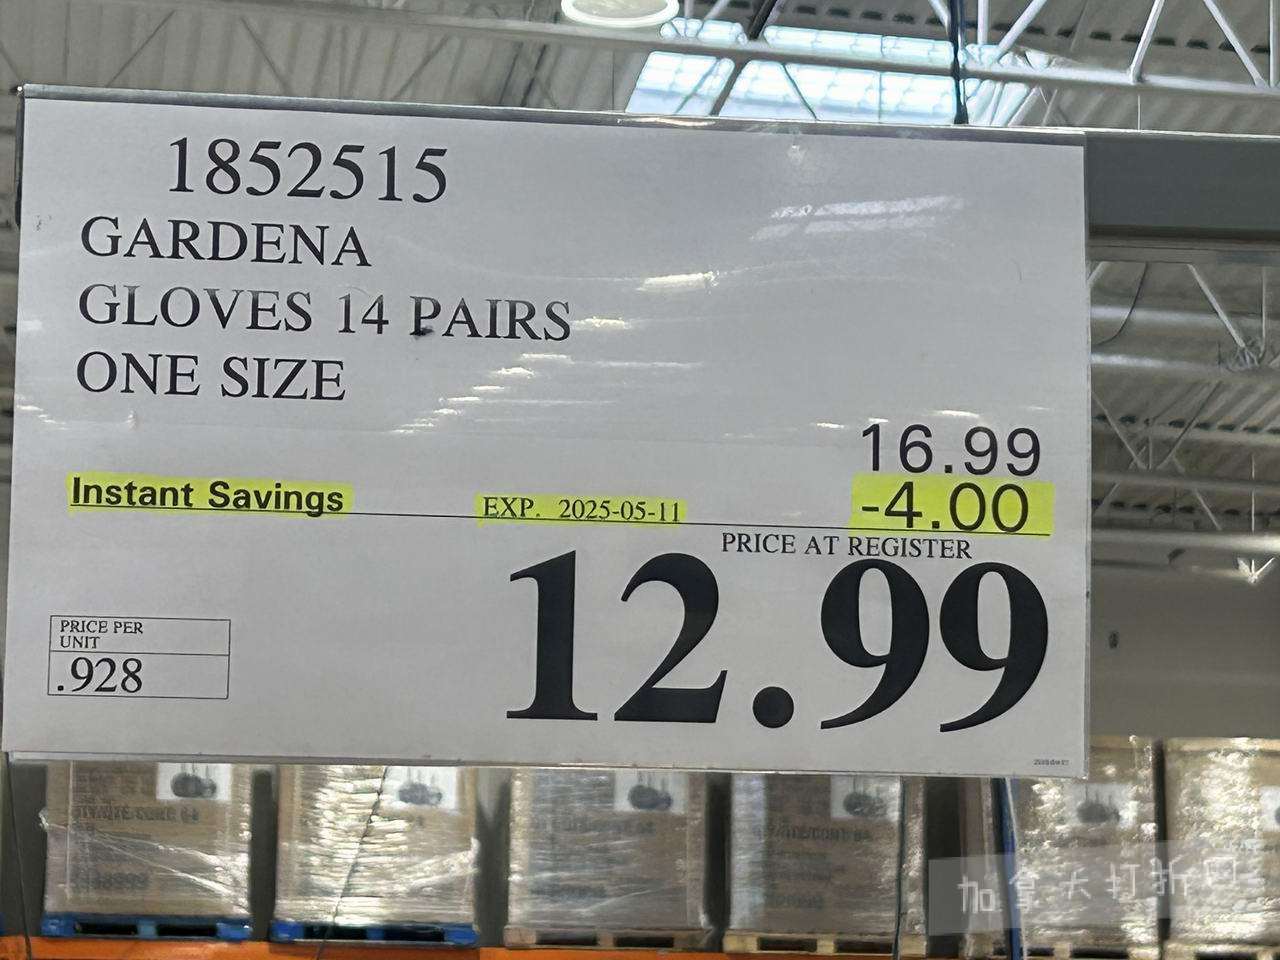 1852515
GARDENA
GLOVES 14 PAIRS
ONE SIZE
16.99
Instant Savings EXP. 2025-05-11 -4.00
PRICE AT REGISTER
12.99
PRICE PER
UNIT
.928
加拿大打折网